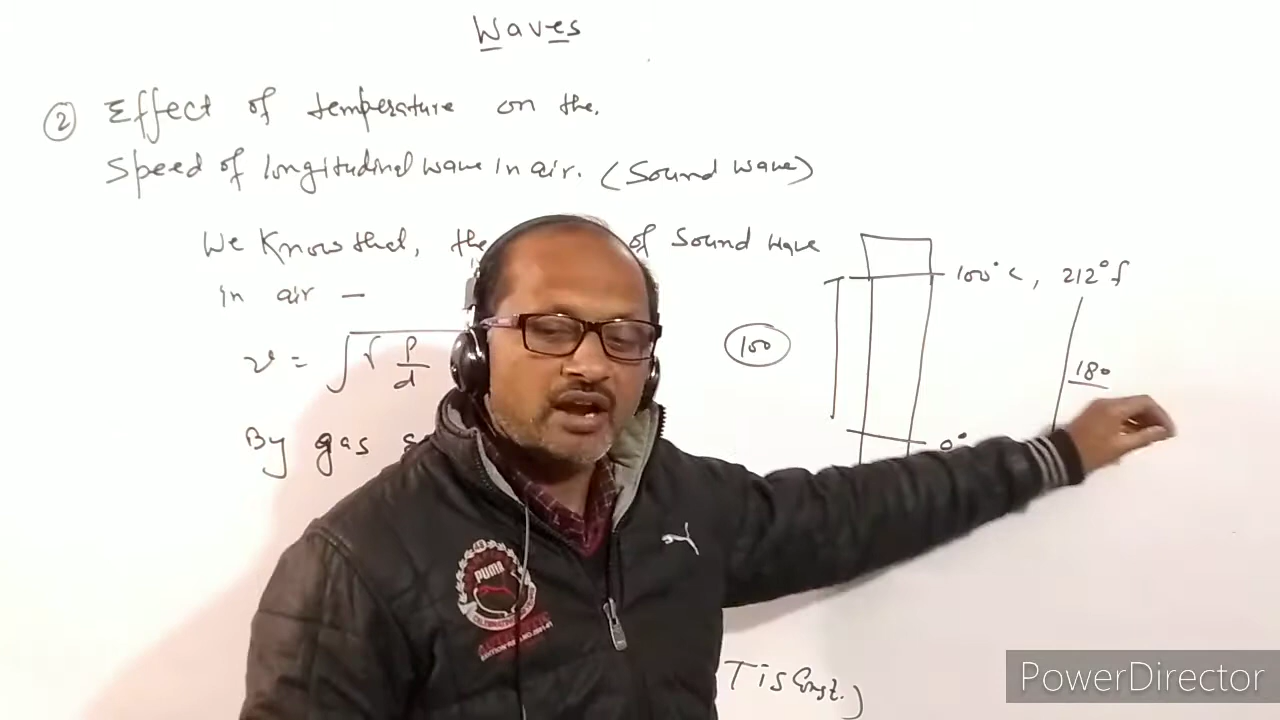 Waves
② Effect of temperature on the
Speed of longitudinal wave in air. (Sound wave)
We Know that, the of Sound wave
in air —
v = √ γ P/d
By gas
100
100°C, 212°f
180
0°
T is Const.)
PUMA
PowerDirector